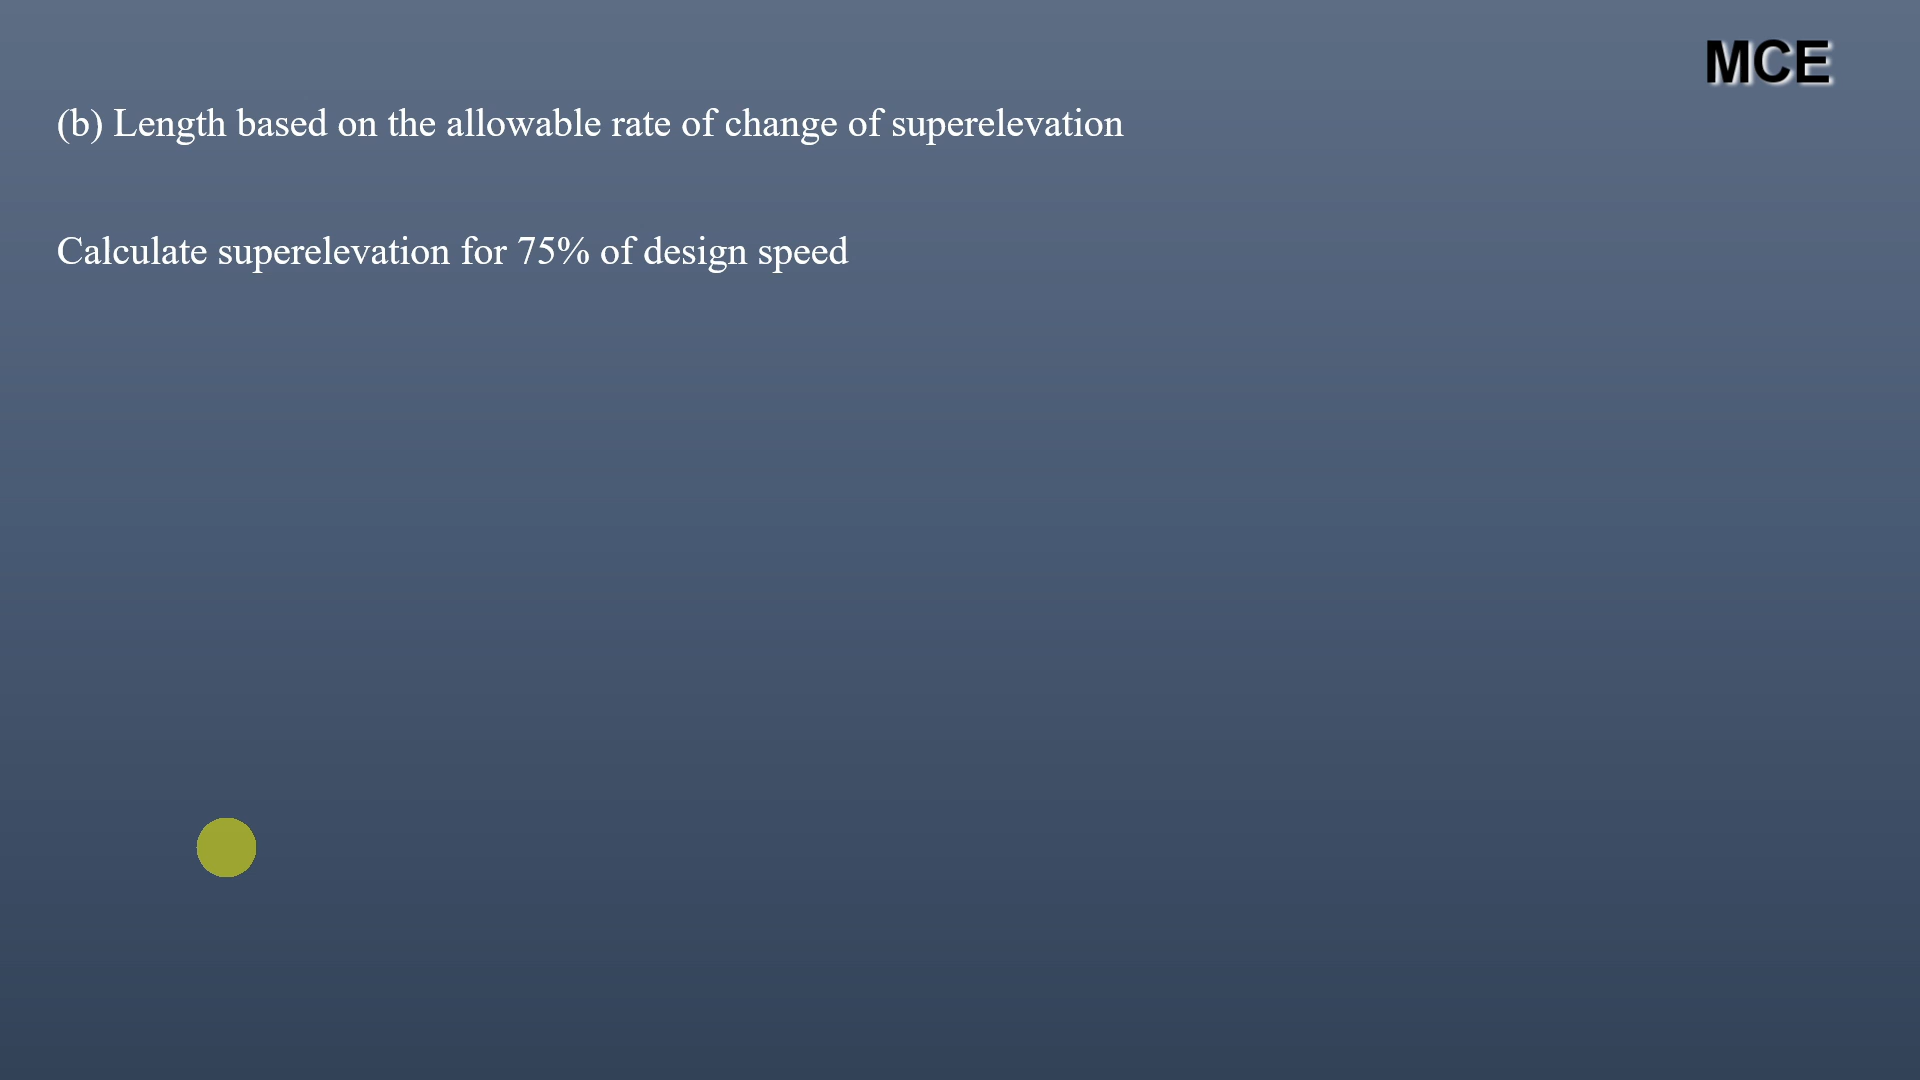 MCE
(b) Length based on the allowable rate of change of superelevation
Calculate superelevation for 75% of design speed